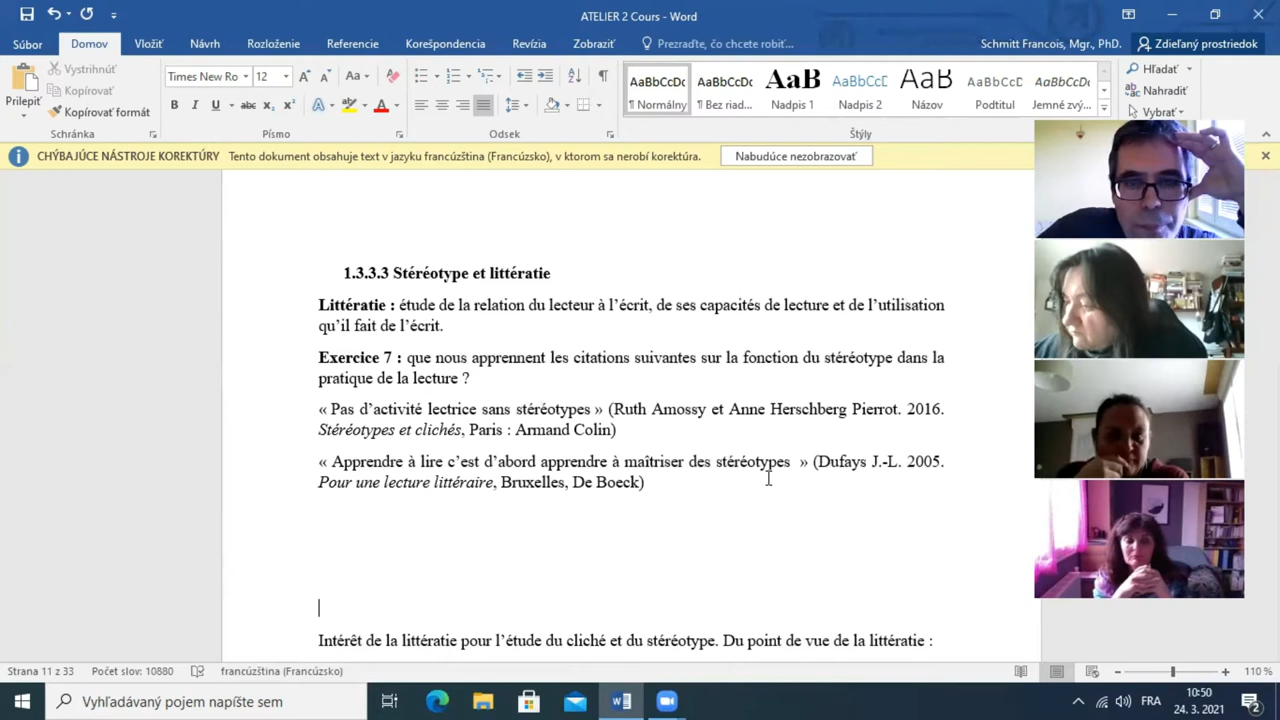 ATELIER 2 Cours - Word
Súbor Domov Vložiť Návrh Rozloženie Referencie Korešpondencia Revízia Zobraziť Prezraďte, čo chcete robiť... Schmitt Francois, Mgr., PhD. Zdieľaný prostriedok
Prilepiť
Vystrihnúť
Kopírovať
Kopírovať formát
Schránka
Times New Ro 12
Písmo
Odsek
AaBbCcDc AaBbCcDc AaB AaBbCcD AaB AaBbCcD AaBbCcDc
¶ Normálny ¶ Bez riad... Nadpis 1 Nadpis 2 Názov Podtitul Jemné zvý...
Štýly
Hľadať
Nahradiť
Vybrať
CHÝBAJÚCE NÁSTROJE KOREKTÚRY Tento dokument obsahuje text v jazyku francúzština (Francúzsko), v ktorom sa nerobí korektúra. Nabudúce nezobrazovať
1.3.3.3 Stéréotype et littératie
Littératie : étude de la relation du lecteur à l’écrit, de ses capacités de lecture et de l’utilisation
qu’il fait de l’écrit.
Exercice 7 : que nous apprennent les citations suivantes sur la fonction du stéréotype dans la
pratique de la lecture ?
« Pas d’activité lectrice sans stéréotypes » (Ruth Amossy et Anne Herschberg Pierrot. 2016.
Stéréotypes et clichés, Paris : Armand Colin)
« Apprendre à lire c’est d’abord apprendre à maîtriser des stéréotypes » (Dufays J.-L. 2005.
Pour une lecture littéraire, Bruxelles, De Boeck)
Intérêt de la littératie pour l’étude du cliché et du stéréotype. Du point de vue de la littératie :
Strana 11 z 33 Počet slov: 10880 francúzština (Francúzsko) 110 %
Vyhľadávaný pojem napíšte sem
FRA
10:50
24. 3. 2021
2